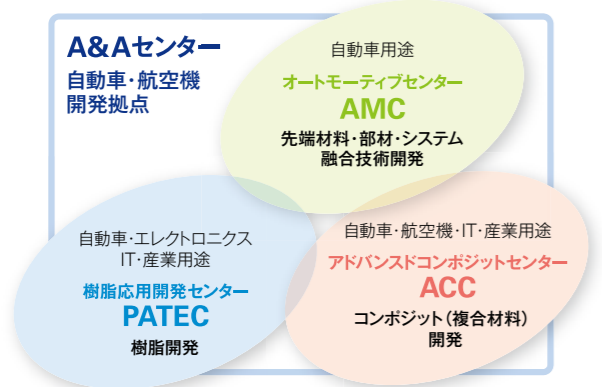 A&Aセンター
自動車・航空機
開発拠点
自動車用途
オートモーティブセンター
AMC
先端材料・部材・システム
融合技術開発
自動車・エレクトロニクス
IT・産業用途
樹脂応用開発センター
PATEC
樹脂開発
自動車・航空機・IT・産業用途
アドバンスドコンポジットセンター
ACC
コンポジット（複合材料）
開発